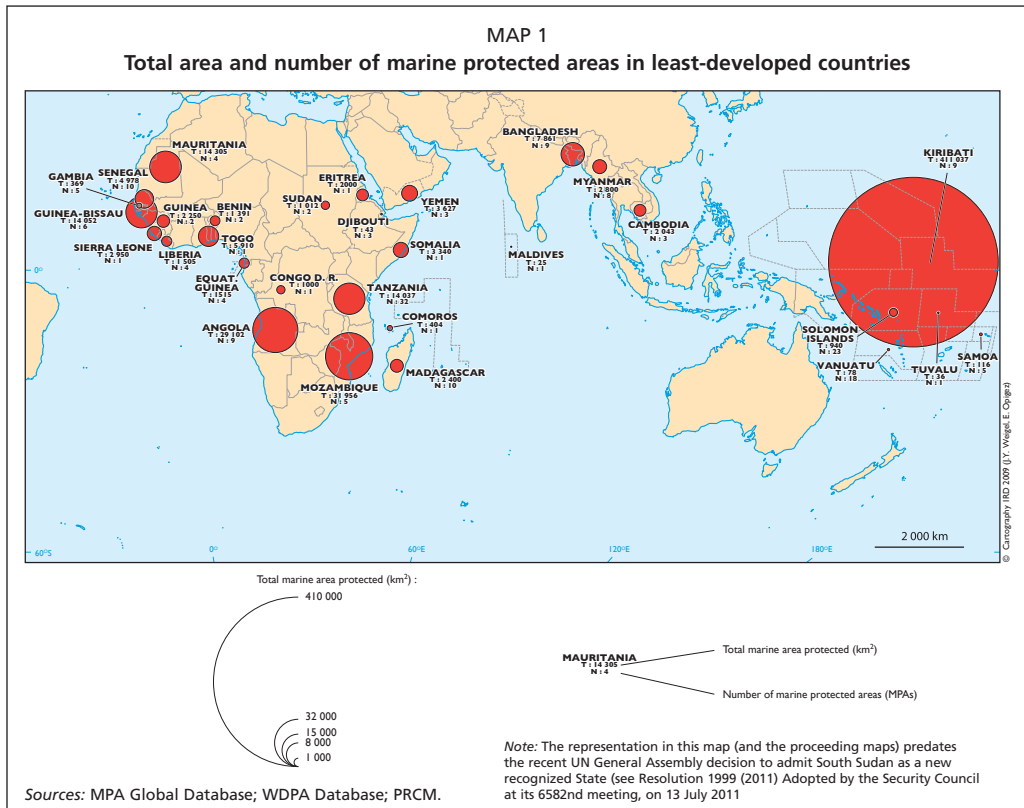 MAP 1
Total area and number of marine protected areas in least-developed countries
MAURITANIA
T : 14 305
N : 4
SENEGAL
T : 4 978
N : 10
GAMBIA
T : 369
N : 5
GUINEA-BISSAU
T : 14 052
N : 6
GUINEA
T : 2 250
N : 2
SIERRA LEONE
T : 2 950
N : 1
LIBERIA
T : 1 505
N : 4
BENIN
T : 1 391
N : 2
TOGO
T : 5 910
N : 1
EQUAT.
GUINEA
T : 1515
N : 4
CONGO D. R.
T : 1000
N : 1
ANGOLA
T : 29 102
N : 9
SUDAN
T : 1 012
N : 2
ERITREA
T : 2000
N : 1
DJIBOUTI
T : 43
N : 3
YEMEN
T : 3 627
N : 3
SOMALIA
T : 3 340
N : 1
TANZANIA
T : 14 037
N : 32
COMOROS
T : 404
N : 1
MOZAMBIQUE
T : 31 956
N : 5
MADAGASCAR
T : 2 400
N : 10
BANGLADESH
T : 7 861
N : 9
MYANMAR
T : 2 800
N : 8
CAMBODIA
T : 2 043
N : 3
MALDIVES
T : 25
N : 1
KIRIBATI
T : 411 037
N : 9
SOLOMON
ISLANDS
T : 940
N : 23
VANUATU
T : 78
N : 18
TUVALU
T : 36
N : 1
SAMOA
T : 116
N : 5
0°
60°S
0°
60°E
120°E
180°E
2 000 km
© Cartography IRD 2009 (J.Y. Weigel, E. Opigez)
Total marine area protected (km²) :
410 000
32 000
15 000
8 000
1 000
MAURITANIA
T : 14 305
N : 4
Total marine area protected (km²)
Number of marine protected areas (MPAs)
Note: The representation in this map (and the proceeding maps) predates
the recent UN General Assembly decision to admit South Sudan as a new
recognized State (see Resolution 1999 (2011) Adopted by the Security Council
at its 6582nd meeting, on 13 July 2011
Sources: MPA Global Database; WDPA Database; PRCM.